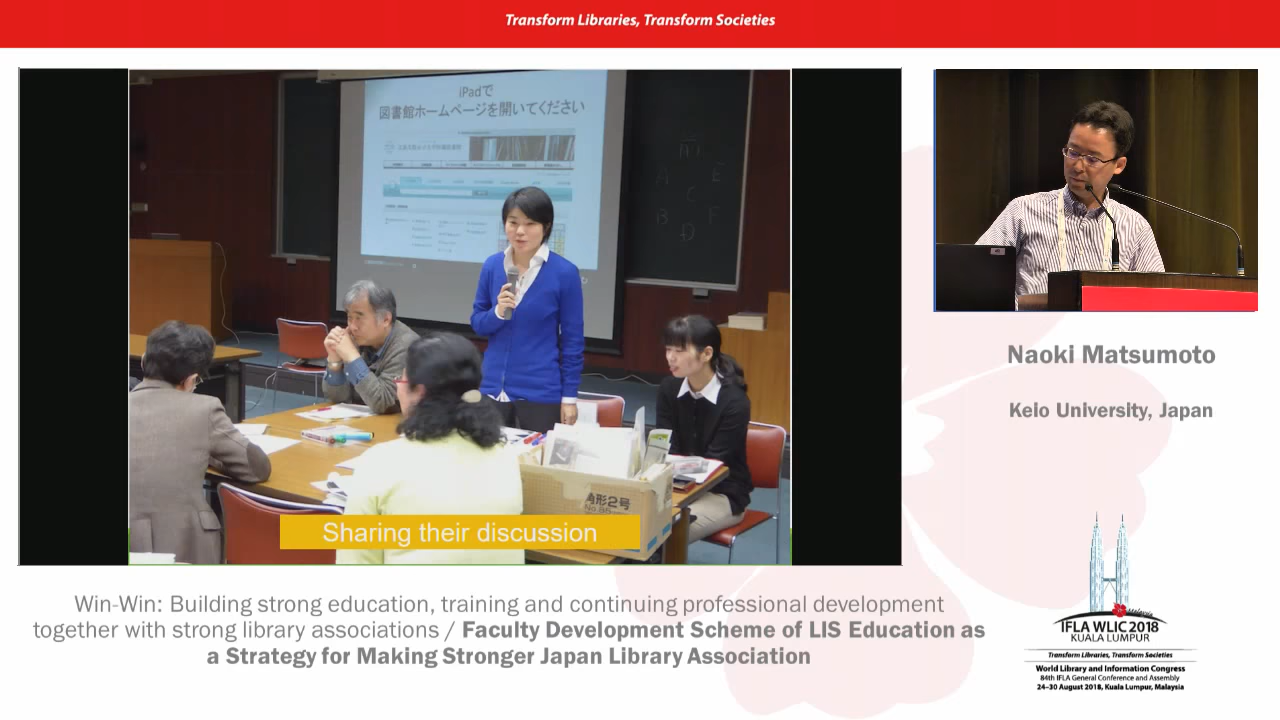 Transform Libraries, Transform Societies
iPadで
図書館ホームページを開いてください
A
E
C
B
F
D
角形2号
Sharing their discussion
Naoki Matsumoto
Keio University, Japan
Win-Win: Building strong education, training and continuing professional development
together with strong library associations / Faculty Development Scheme of LIS Education as
a Strategy for Making Stronger Japan Library Association
Malaysia
IFLA WLIC 2018
KUALA LUMPUR
Transform Libraries, Transform Societies
World Library and Information Congress
84th IFLA General Conference and Assembly
24–30 August 2018, Kuala Lumpur, Malaysia